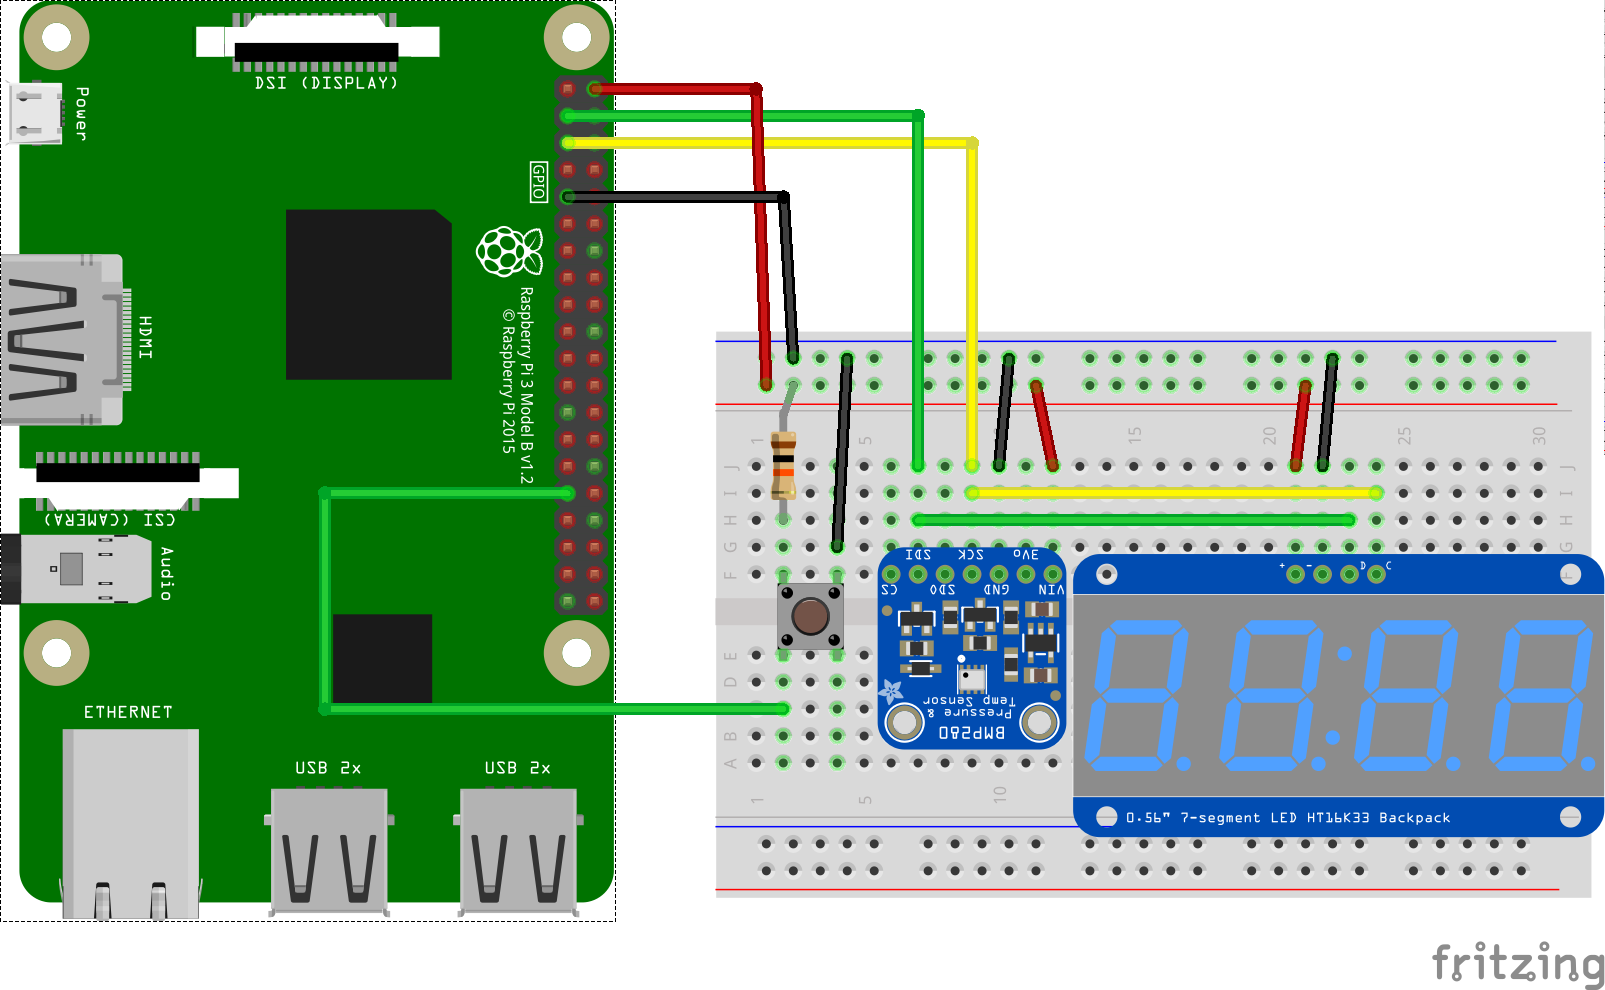 DSI (DISPLAY)
Power
GPIO
Raspberry Pi 3 Model B v1.2
© Raspberry Pi 2015
HDMI
CSI (CAMERA)
Audio
ETHERNET
USB 2x
USB 2x
1
5
15
20
25
30
J
J
I
I
H
H
G
G
F
F
E
D
B
A
1
5
10
SDI
SCK
3Vo
CS
SDO
GND
VIN
Pressure &
Temp Sensor
BMP280
+
-
D
C
0.56" 7-segment LED HT16K33 Backpack
fritzing